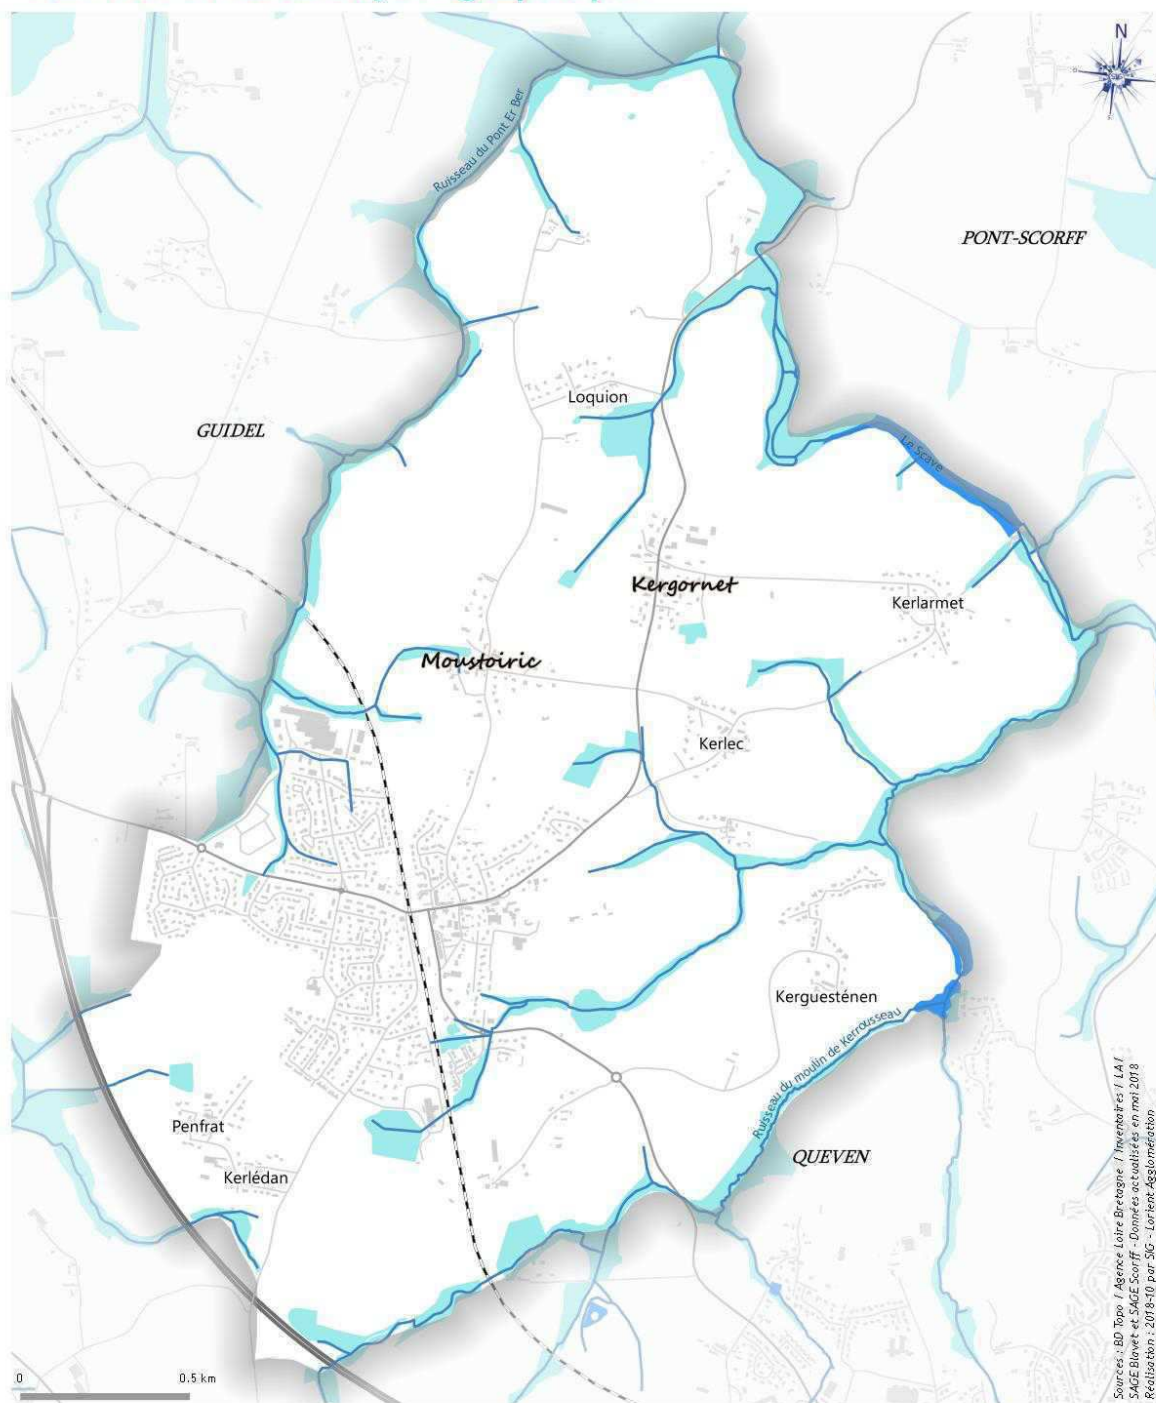 N
Ruisseau du Pont Er Ber
PONT-SCORFF
Loquion
GUIDEL
Le Scave
Kergornet
Kerlarmet
Moustoiric
Kerlec
Kerguesténen
Ruisseau du moulin de Kerrousseau
Penfrat
QUEVEN
Kerlédan
0 0.5 km
Sources : BD Topo / Agence Loire Bretagne / Inventaires / LA /
SAGE Blavet et SAGE Scorff - Données actualisées en mai 2018
Réalisation : 2018-10 par SIG - Lorient Agglomération